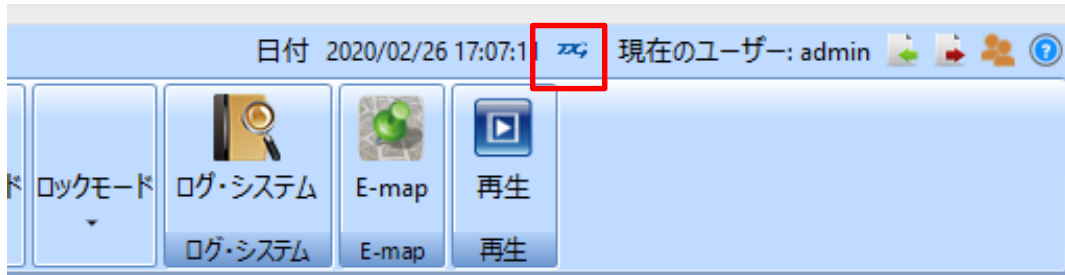 日付 2020/02/26 17:07:11 現在のユーザー: admin
ド ロックモード ログ・システム E-map 再生
ログ・システム E-map 再生